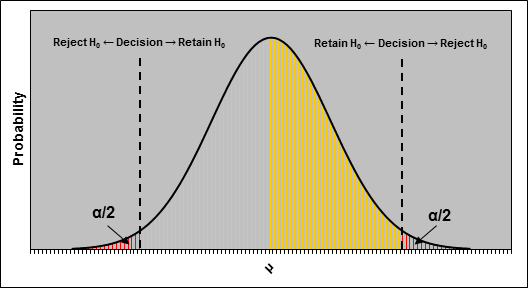 Reject H₀ ← Decision → Retain H₀
Retain H₀ ← Decision → Reject H₀
Probability
α/2
α/2
μ